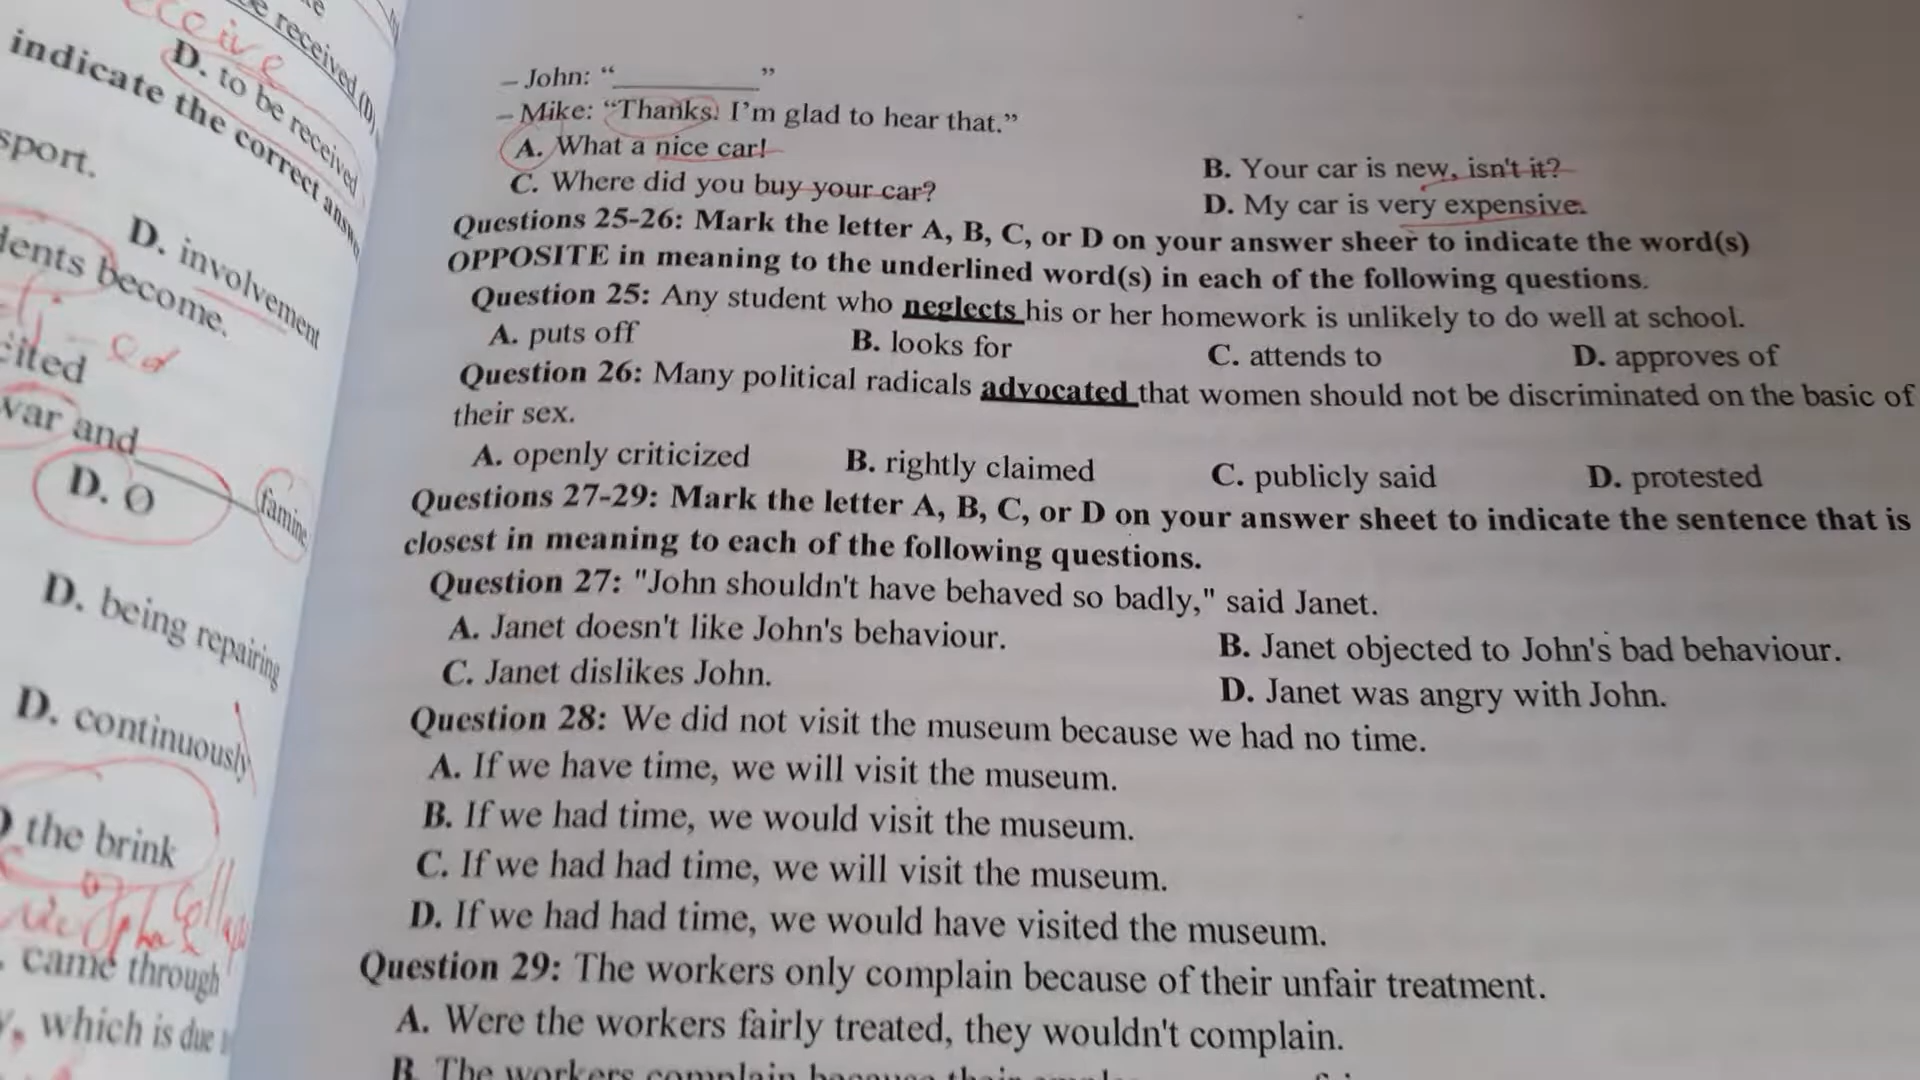 ceive
e received (D)
D. to be received
indicate the correct answ
sport.
D. involvement
dents become.
- ed
cited
war and
famine
D. O
D. being repairing
D. continuously
the brink
came through
which is due
– John: “__________”
– Mike: “Thanks. I’m glad to hear that.”
A. What a nice car!
B. Your car is new, isn't it?
C. Where did you buy your car?
D. My car is very expensive.
Questions 25-26: Mark the letter A, B, C, or D on your answer sheer to indicate the word(s)
OPPOSITE in meaning to the underlined word(s) in each of the following questions.
Question 25: Any student who neglects his or her homework is unlikely to do well at school.
A. puts off B. looks for C. attends to D. approves of
Question 26: Many political radicals advocated that women should not be discriminated on the basic of
their sex.
A. openly criticized B. rightly claimed C. publicly said D. protested
Questions 27-29: Mark the letter A, B, C, or D on your answer sheet to indicate the sentence that is
closest in meaning to each of the following questions.
Question 27: "John shouldn't have behaved so badly," said Janet.
A. Janet doesn't like John's behaviour.
B. Janet objected to John's bad behaviour.
C. Janet dislikes John.
D. Janet was angry with John.
Question 28: We did not visit the museum because we had no time.
A. If we have time, we will visit the museum.
B. If we had time, we would visit the museum.
C. If we had had time, we will visit the museum.
D. If we had had time, we would have visited the museum.
Question 29: The workers only complain because of their unfair treatment.
A. Were the workers fairly treated, they wouldn't complain.
B. The workers complain because their